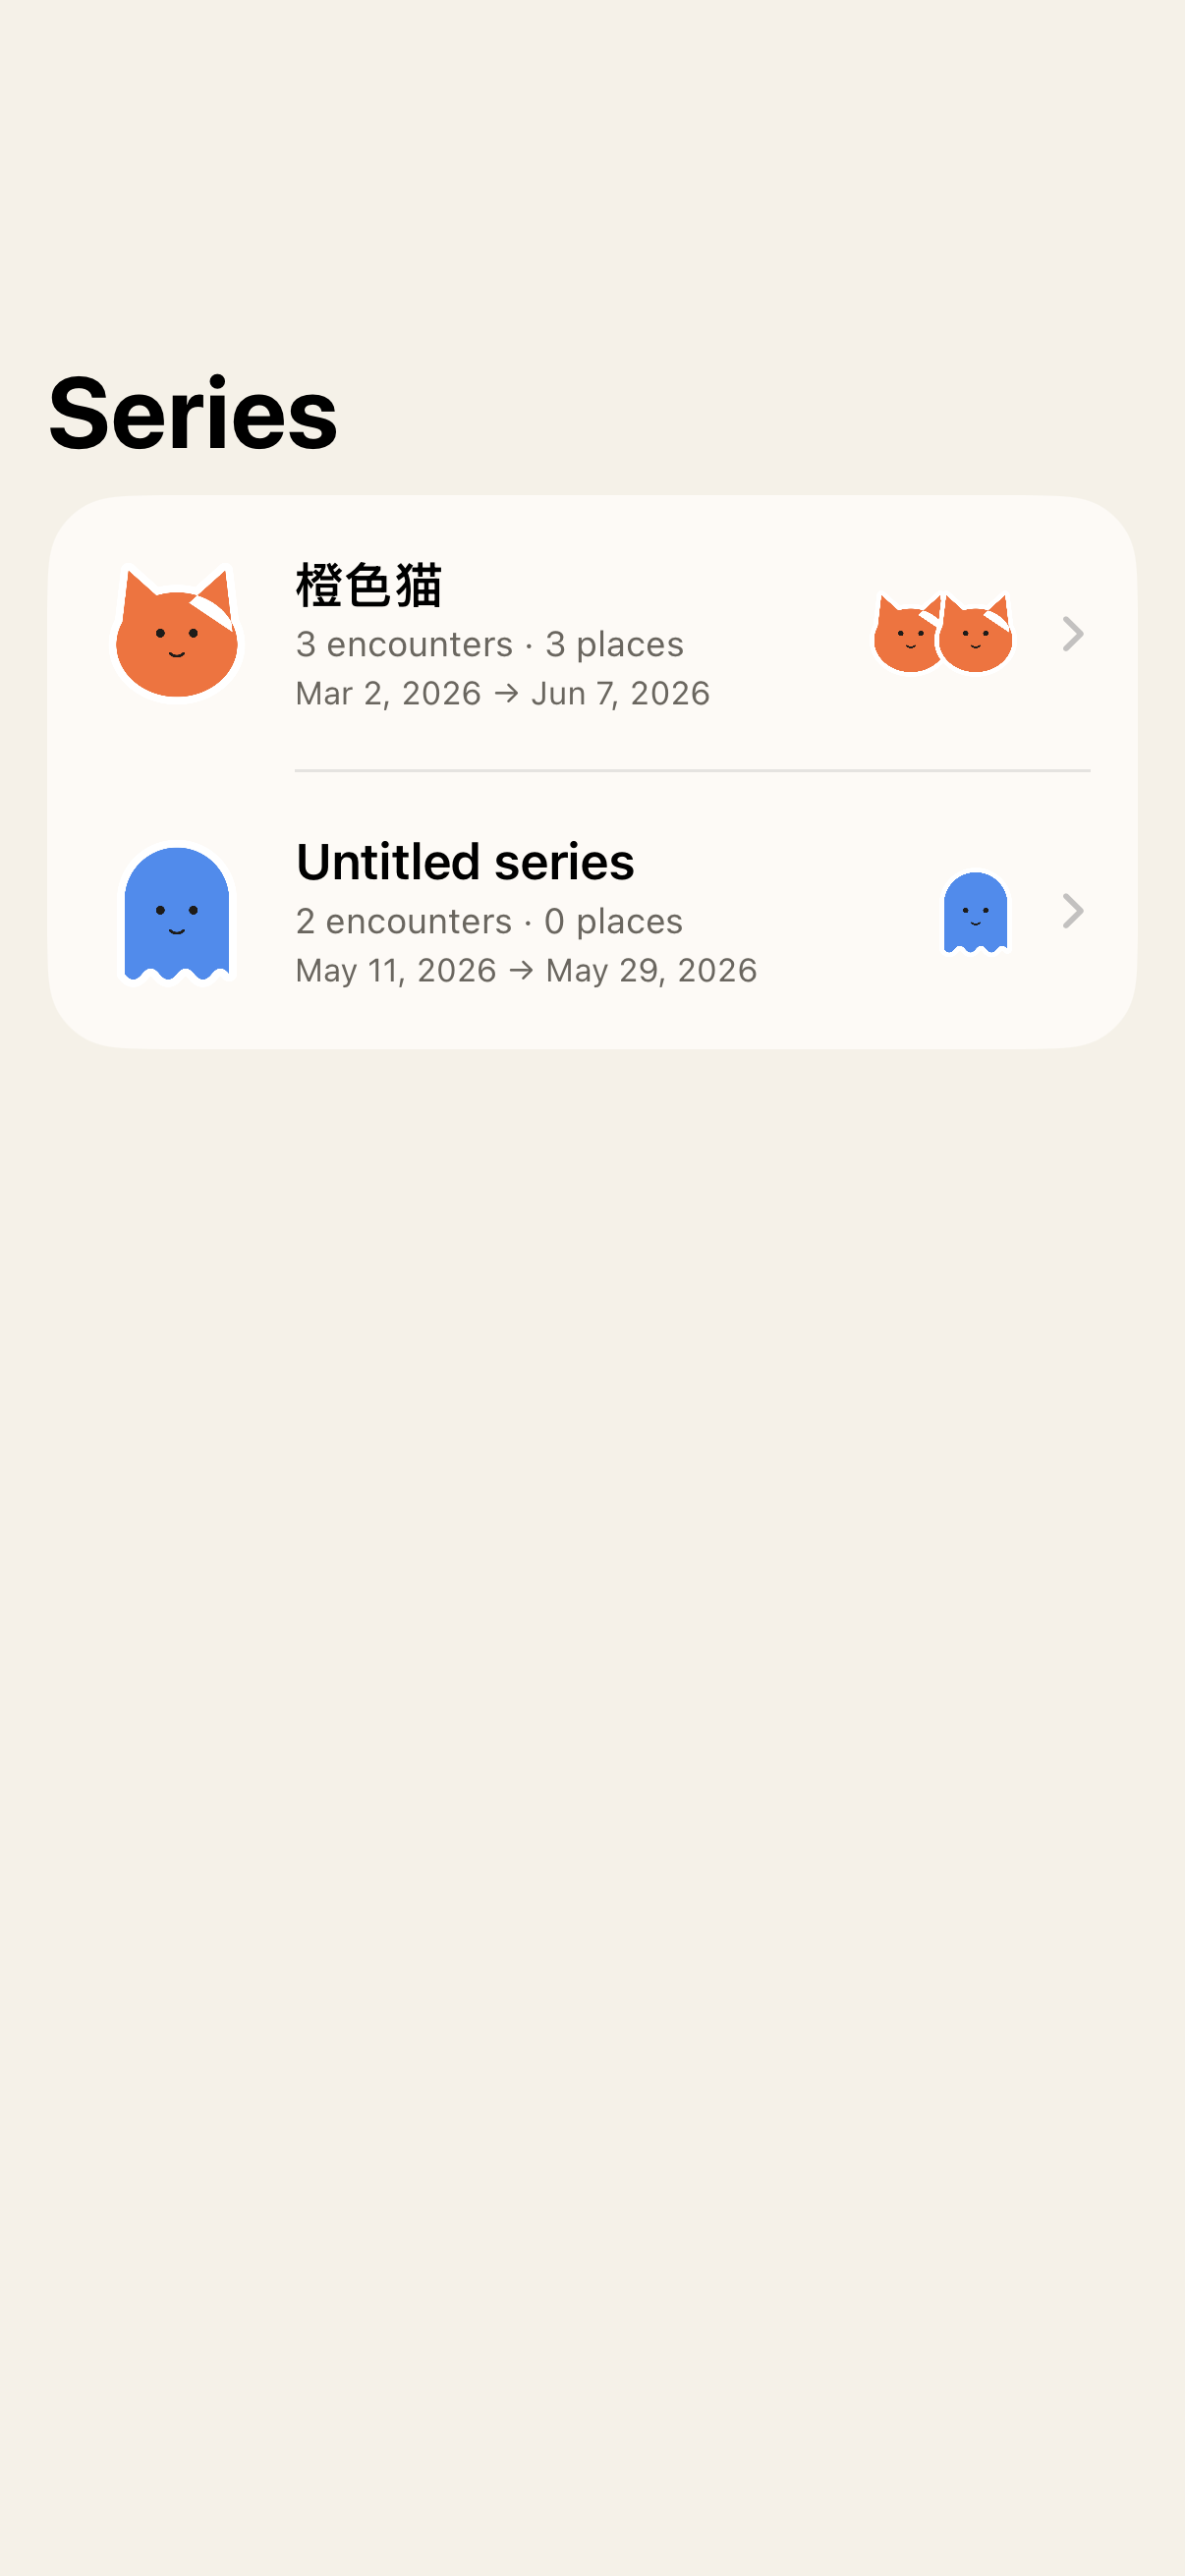 Series
橙色猫
3 encounters · 3 places
Mar 2, 2026 → Jun 7, 2026
Untitled series
2 encounters · 0 places
May 11, 2026 → May 29, 2026